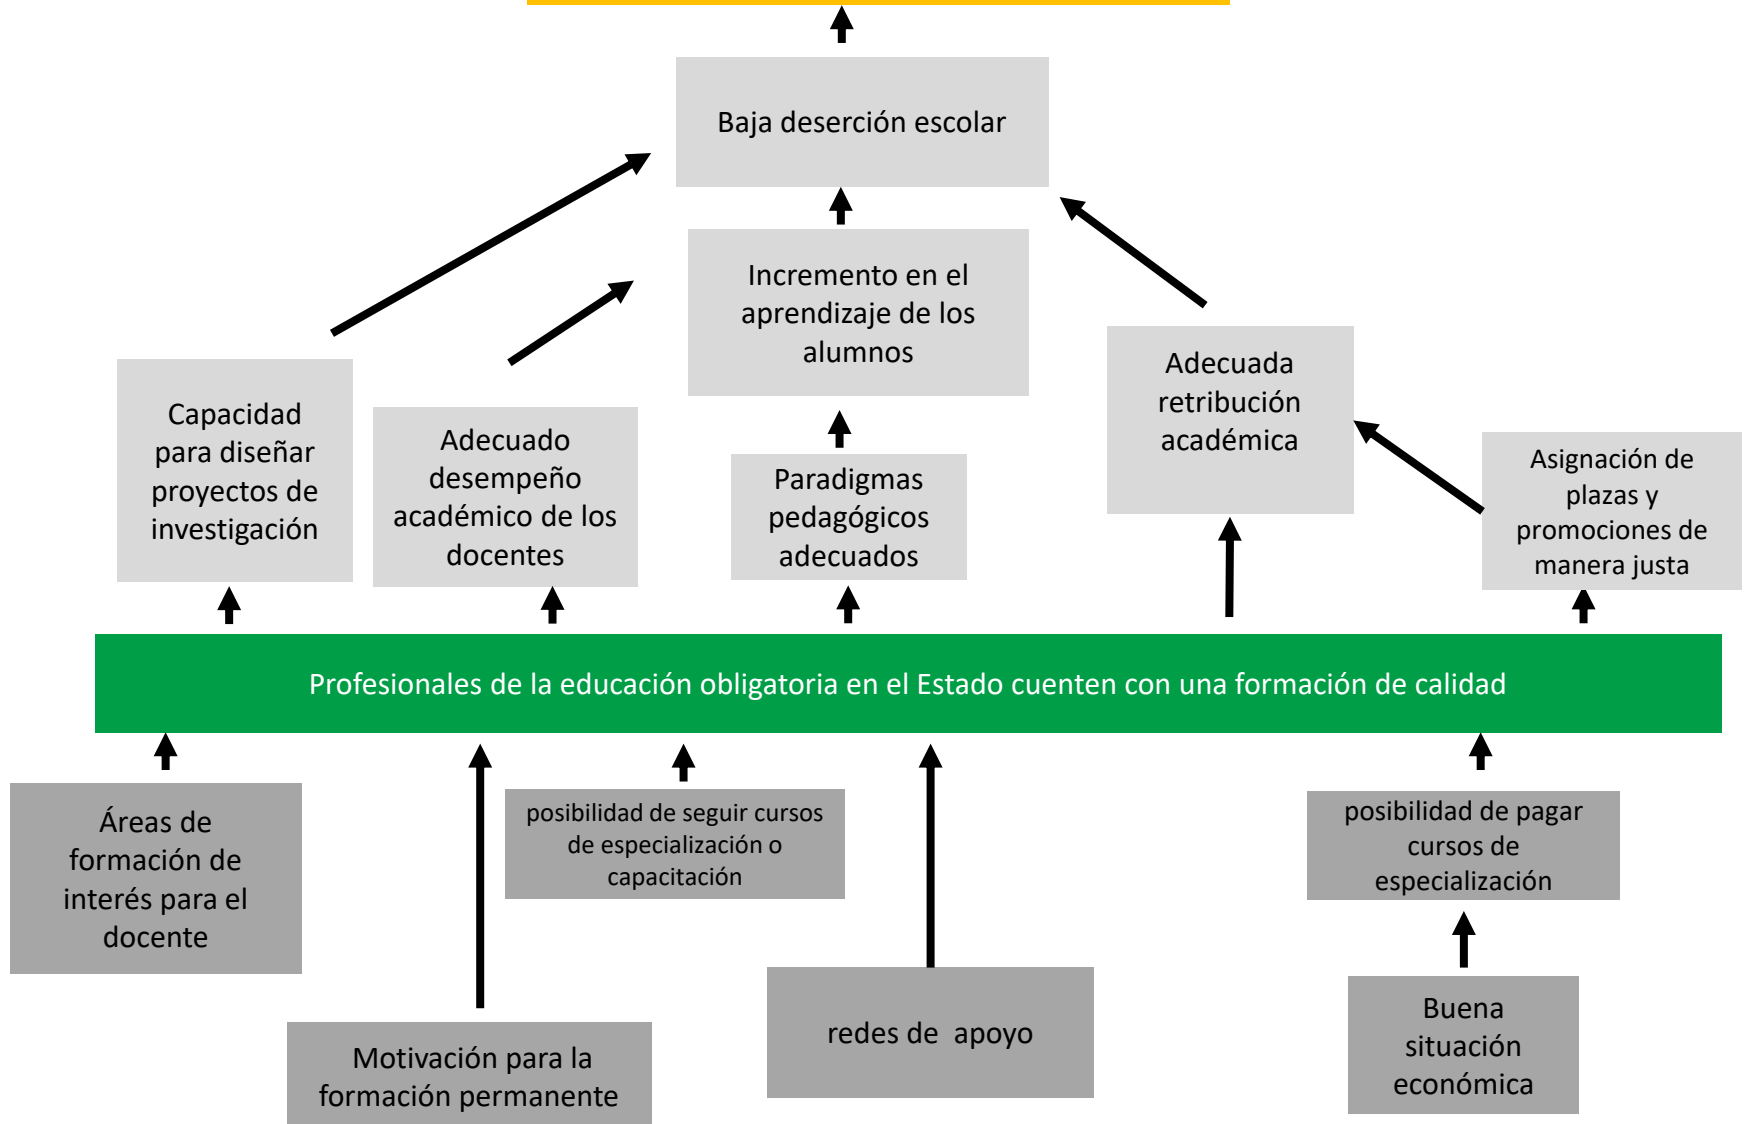 Baja deserción escolar
Incremento en el
aprendizaje de los
alumnos
Capacidad
para diseñar
proyectos de
investigación
Adecuado
desempeño
académico de los
docentes
Paradigmas
pedagógicos
adecuados
Adecuada
retribución
académica
Asignación de
plazas y
promociones de
manera justa
Profesionales de la educación obligatoria en el Estado cuenten con una formación de calidad
Áreas de
formación de
interés para el
docente
Motivación para la
formación permanente
posibilidad de seguir cursos
de especialización o
capacitación
redes de  apoyo
posibilidad de pagar
cursos de
especialización
Buena
situación
económica